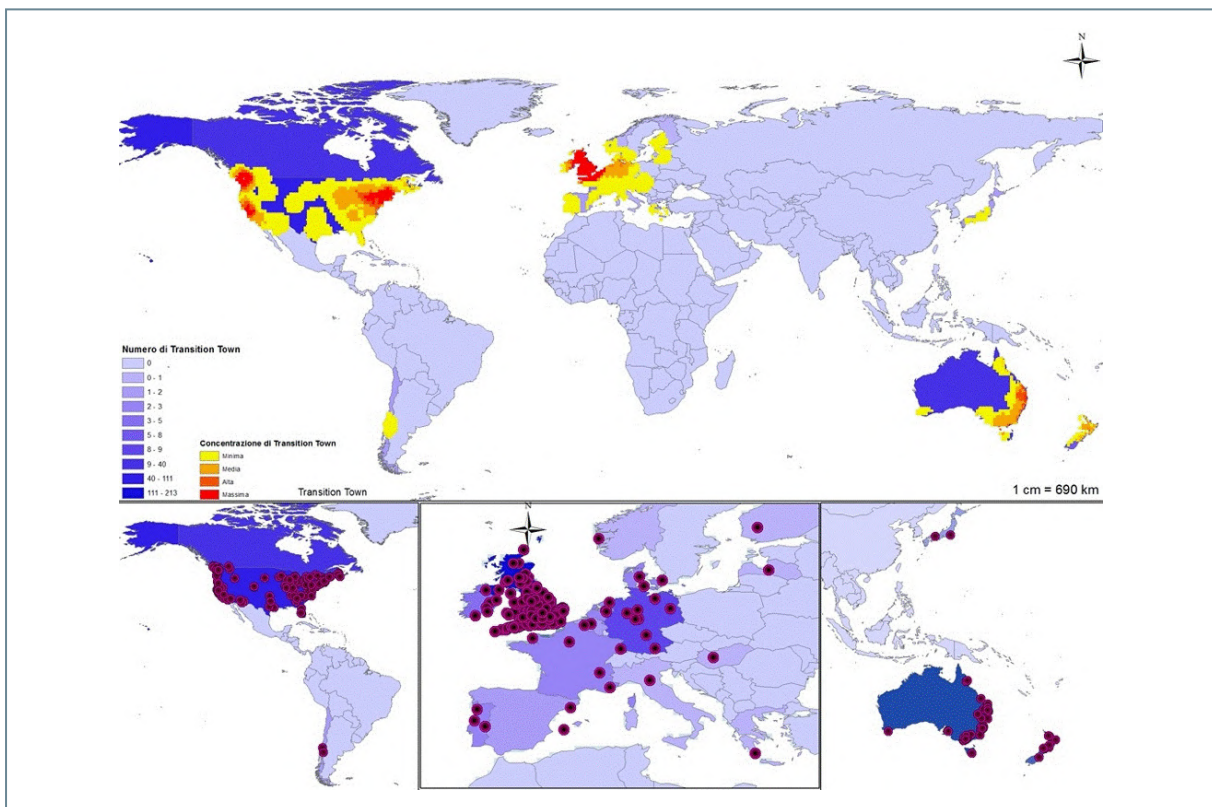 N
Numero di Transition Town
0
0 - 1
1 - 2
2 - 3
3 - 5
5 - 8
8 - 9
9 - 40
40 - 111
111 - 213
Concentrazione di Transition Town
Minima
Media
Alta
Massima
Transition Town
1 cm = 690 km
N